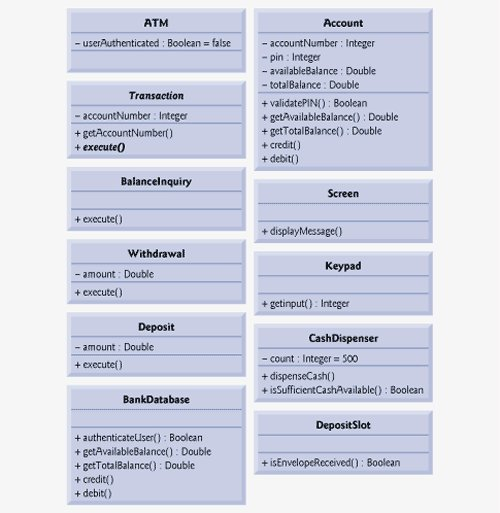 ATM
– userAuthenticated : Boolean = false
Transaction
– accountNumber : Integer
+ getAccountNumber()
+ execute()
BalanceInquiry
+ execute()
Withdrawal
– amount : Double
+ execute()
Deposit
– amount : Double
+ execute()
BankDatabase
+ authenticateUser() : Boolean
+ getAvailableBalance() : Double
+ getTotalBalance() : Double
+ credit()
+ debit()
Account
– accountNumber : Integer
– pin : Integer
– availableBalance : Double
– totalBalance : Double
+ validatePIN() : Boolean
+ getAvailableBalance() : Double
+ getTotalBalance() : Double
+ credit()
+ debit()
Screen
+ displayMessage()
Keypad
+ getinput() : Integer
CashDispenser
– count : Integer = 500
+ dispenseCash()
+ isSufficientCashAvailable() : Boolean
DepositSlot
+ isEnvelopeReceived() : Boolean